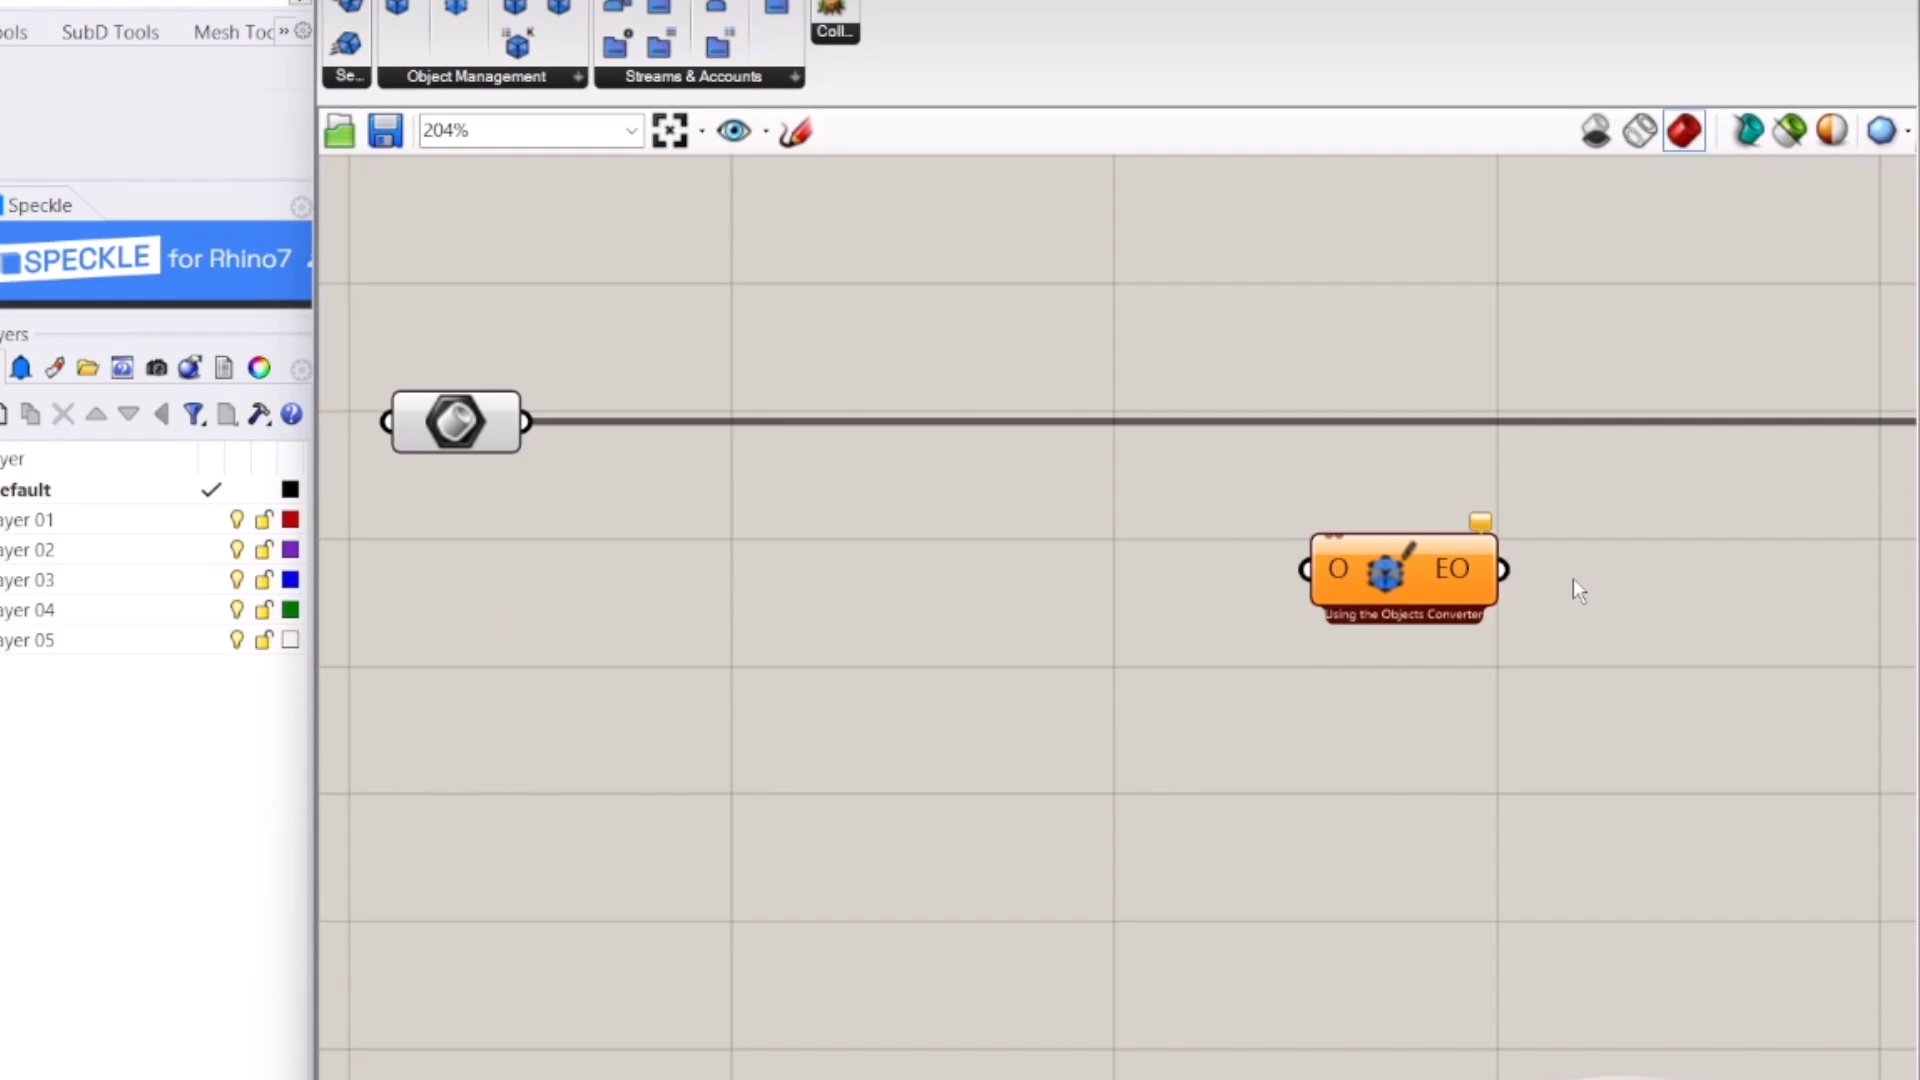 ools SubD Tools Mesh Toc »
Coll...
Se... Object Management + Streams & Accounts +
204%
Speckle
SPECKLE for Rhino7
yers
yer
efault
ayer 01
ayer 02
ayer 03
ayer 04
ayer 05
O EO
Using the Objects Converter